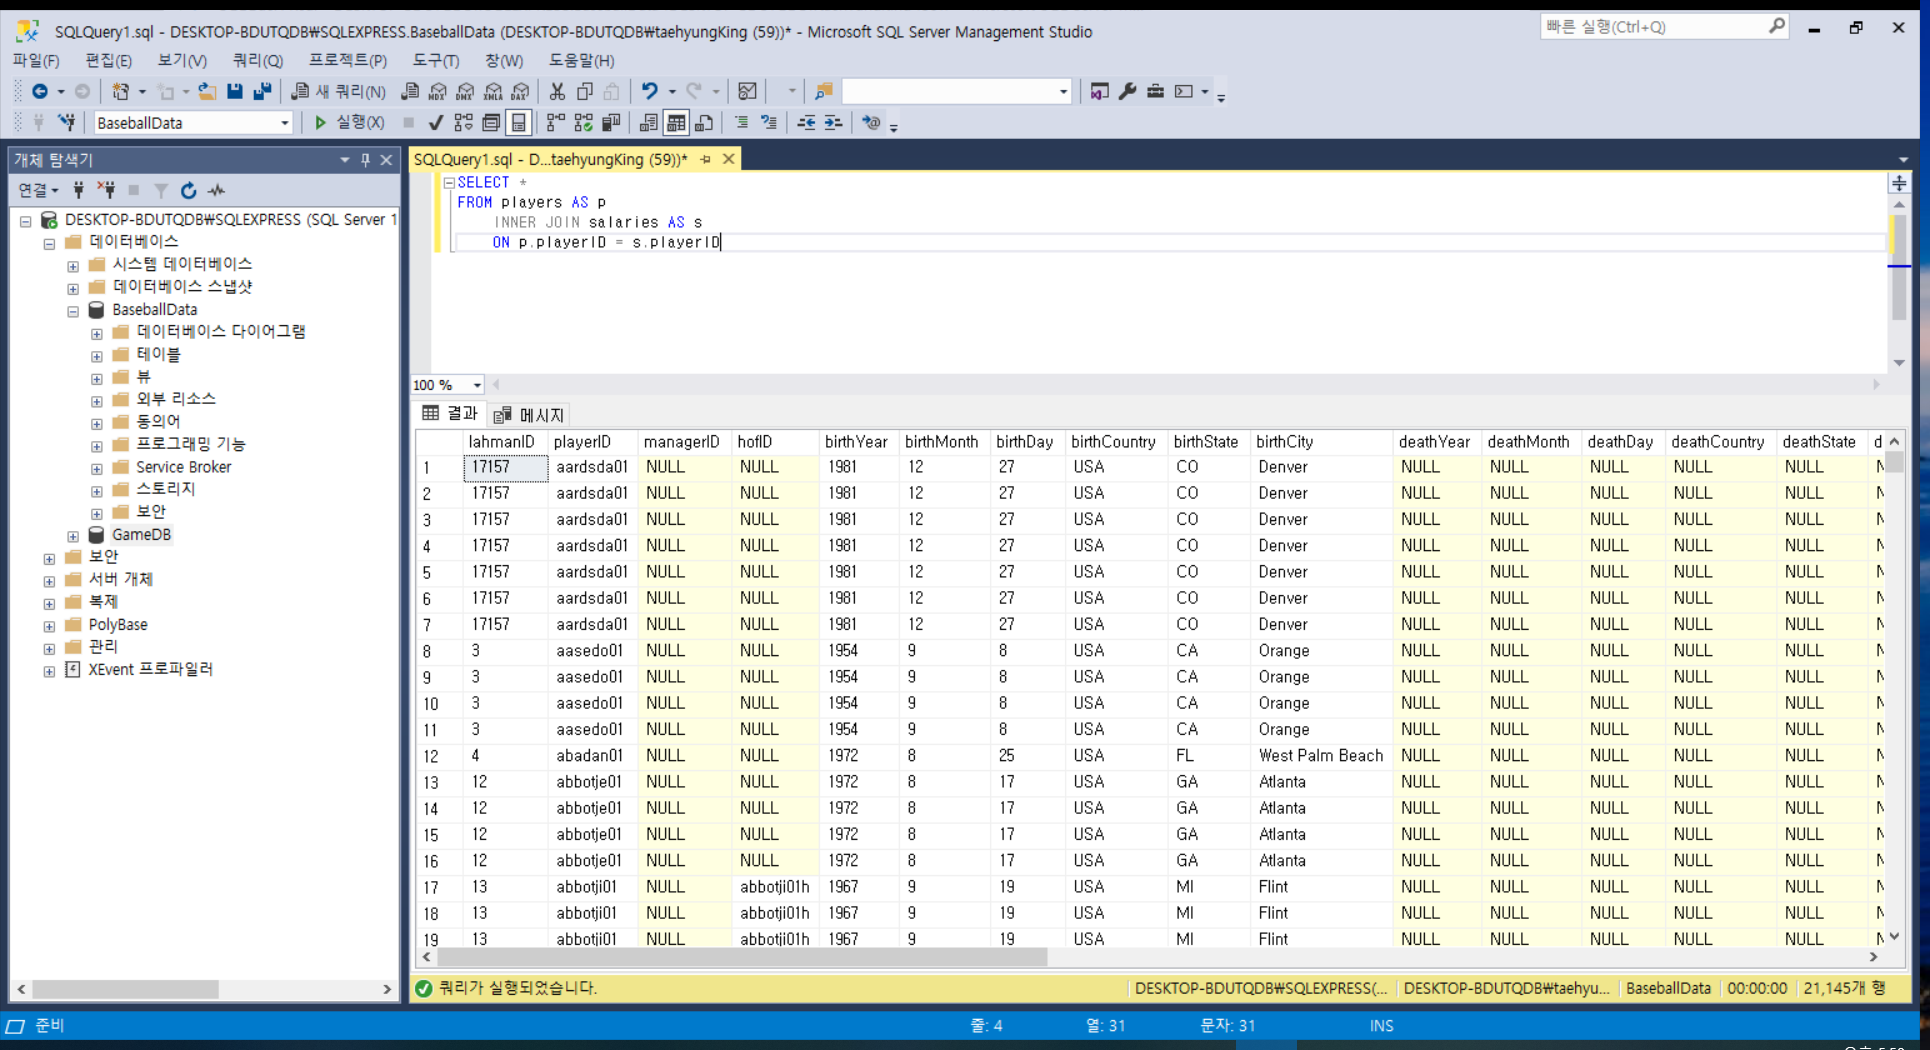 SQLQuery1.sql - DESKTOP-BDUTQDB₩SQLEXPRESS.BaseballData (DESKTOP-BDUTQDB₩taehyungKing (59))* - Microsoft SQL Server Management Studio
빠른 실행(Ctrl+Q)
파일(F) 편집(E) 보기(V) 쿼리(Q) 프로젝트(P) 도구(T) 창(W) 도움말(H)
새 쿼리(N) MDX DMX XMLA DAX
BaseballData 실행(X)
개체 탐색기
연결
DESKTOP-BDUTQDB₩SQLEXPRESS (SQL Server 1
데이터베이스
시스템 데이터베이스
데이터베이스 스냅샷
BaseballData
데이터베이스 다이어그램
테이블
뷰
외부 리소스
동의어
프로그래밍 기능
Service Broker
스토리지
보안
GameDB
보안
서버 개체
복제
PolyBase
관리
XEvent 프로파일러
SQLQuery1.sql - D...taehyungKing (59))*
SELECT *
FROM players AS p
INNER JOIN salaries AS s
ON p.playerID = s.playerID
100 %
결과 메시지
lahmanID playerID managerID hofID birthYear birthMonth birthDay birthCountry birthState birthCity deathYear deathMonth deathDay deathCountry deathState d
1 17157 aardsda01 NULL NULL 1981 12 27 USA CO Denver NULL NULL NULL NULL NULL N
2 17157 aardsda01 NULL NULL 1981 12 27 USA CO Denver NULL NULL NULL NULL NULL N
3 17157 aardsda01 NULL NULL 1981 12 27 USA CO Denver NULL NULL NULL NULL NULL N
4 17157 aardsda01 NULL NULL 1981 12 27 USA CO Denver NULL NULL NULL NULL NULL N
5 17157 aardsda01 NULL NULL 1981 12 27 USA CO Denver NULL NULL NULL NULL NULL N
6 17157 aardsda01 NULL NULL 1981 12 27 USA CO Denver NULL NULL NULL NULL NULL N
7 17157 aardsda01 NULL NULL 1981 12 27 USA CO Denver NULL NULL NULL NULL NULL N
8 3 aasedo01 NULL NULL 1954 9 8 USA CA Orange NULL NULL NULL NULL NULL N
9 3 aasedo01 NULL NULL 1954 9 8 USA CA Orange NULL NULL NULL NULL NULL N
10 3 aasedo01 NULL NULL 1954 9 8 USA CA Orange NULL NULL NULL NULL NULL N
11 3 aasedo01 NULL NULL 1954 9 8 USA CA Orange NULL NULL NULL NULL NULL N
12 4 abadan01 NULL NULL 1972 8 25 USA FL West Palm Beach NULL NULL NULL NULL NULL N
13 12 abbotje01 NULL NULL 1972 8 17 USA GA Atlanta NULL NULL NULL NULL NULL N
14 12 abbotje01 NULL NULL 1972 8 17 USA GA Atlanta NULL NULL NULL NULL NULL N
15 12 abbotje01 NULL NULL 1972 8 17 USA GA Atlanta NULL NULL NULL NULL NULL N
16 12 abbotje01 NULL NULL 1972 8 17 USA GA Atlanta NULL NULL NULL NULL NULL N
17 13 abbotji01 NULL abbotji01h 1967 9 19 USA MI Flint NULL NULL NULL NULL NULL N
18 13 abbotji01 NULL abbotji01h 1967 9 19 USA MI Flint NULL NULL NULL NULL NULL N
19 13 abbotji01 NULL abbotji01h 1967 9 19 USA MI Flint NULL NULL NULL NULL NULL N
쿼리가 실행되었습니다. DESKTOP-BDUTQDB₩SQLEXPRESS(... DESKTOP-BDUTQDB₩taehyu... BaseballData 00:00:00 21,145개 행
준비 줄: 4 열: 31 문자: 31 INS